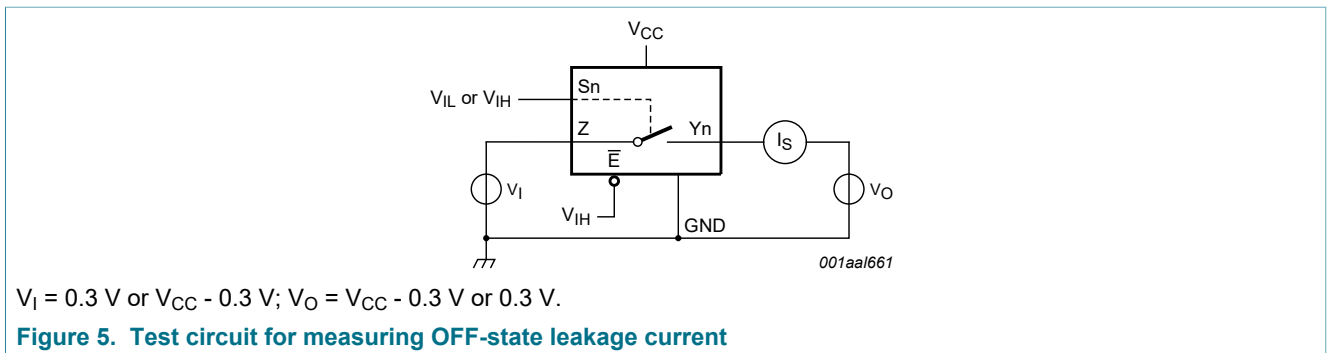 VCC
Sn
VIL or VIH
Z
Yn
IS
E
VI
VO
VIH
GND
001aal661
VI = 0.3 V or VCC - 0.3 V; VO = VCC - 0.3 V or 0.3 V.
Figure 5. Test circuit for measuring OFF-state leakage current